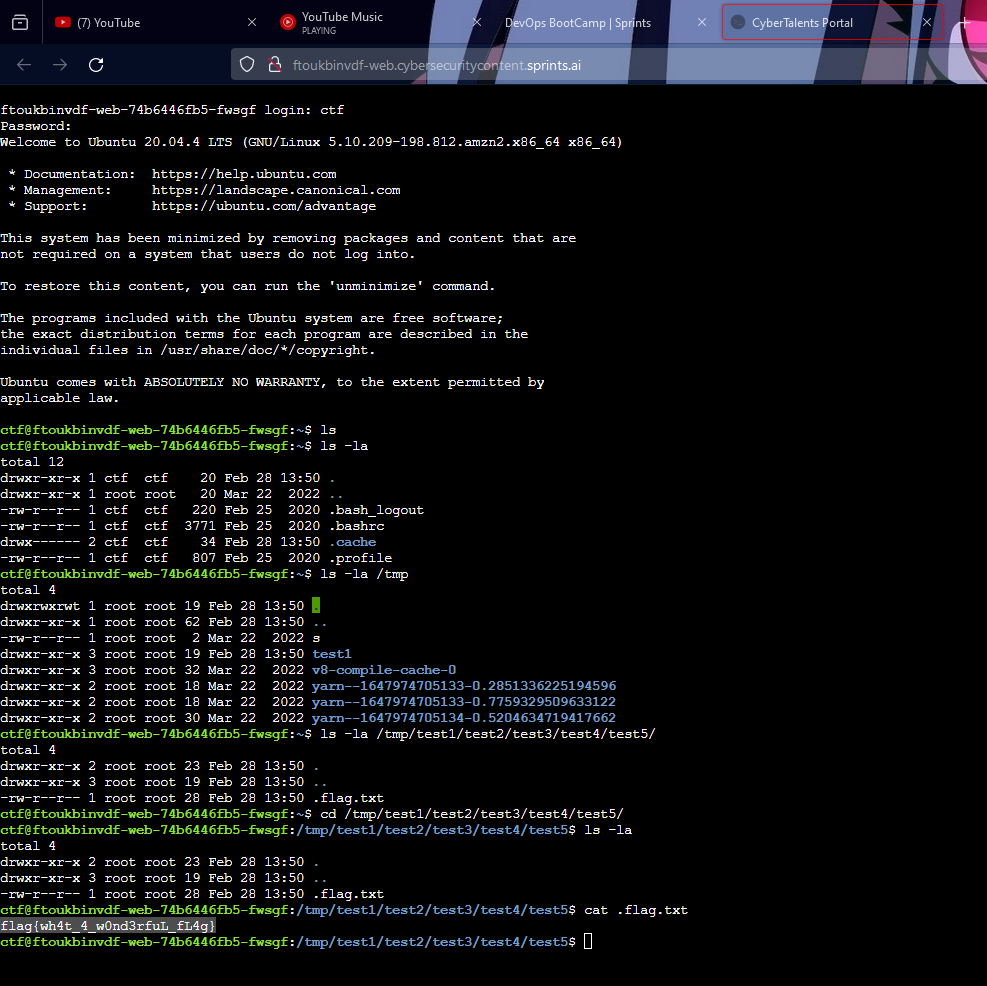 (7) YouTube
YouTube Music
PLAYING
DevOps BootCamp | Sprints
CyberTalents Portal
ftoukbinvdf-web.cybersecuritycontent.sprints.ai
ftoukbinvdf-web-74b6446fb5-fwsgf login: ctf
Password:
Welcome to Ubuntu 20.04.4 LTS (GNU/Linux 5.10.209-198.812.amzn2.x86_64 x86_64)
* Documentation:  https://help.ubuntu.com
* Management:     https://landscape.canonical.com
* Support:        https://ubuntu.com/advantage
This system has been minimized by removing packages and content that are
not required on a system that users do not log into.
To restore this content, you can run the 'unminimize' command.
The programs included with the Ubuntu system are free software;
the exact distribution terms for each program are described in the
individual files in /usr/share/doc/*/copyright.
Ubuntu comes with ABSOLUTELY NO WARRANTY, to the extent permitted by
applicable law.
ctf@ftoukbinvdf-web-74b6446fb5-fwsgf:~$ ls
ctf@ftoukbinvdf-web-74b6446fb5-fwsgf:~$ ls -la
total 12
drwxr-xr-x 1 ctf  ctf    20 Feb 28 13:50 .
drwxr-xr-x 1 root root   20 Mar 22  2022 ..
-rw-r--r-- 1 ctf  ctf   220 Feb 25  2020 .bash_logout
-rw-r--r-- 1 ctf  ctf  3771 Feb 25  2020 .bashrc
drwx------ 2 ctf  ctf    34 Feb 28 13:50 .cache
-rw-r--r-- 1 ctf  ctf   807 Feb 25  2020 .profile
ctf@ftoukbinvdf-web-74b6446fb5-fwsgf:~$ ls -la /tmp
total 4
drwxrwxrwt 1 root root 19 Feb 28 13:50 .
drwxr-xr-x 1 root root 62 Feb 28 13:50 ..
-rw-r--r-- 1 root root  2 Mar 22  2022 s
drwxr-xr-x 3 root root 19 Feb 28 13:50 test1
drwxr-xr-x 3 root root 32 Mar 22  2022 v8-compile-cache-0
drwxr-xr-x 2 root root 18 Mar 22  2022 yarn--1647974705133-0.2851336225194596
drwxr-xr-x 2 root root 18 Mar 22  2022 yarn--1647974705133-0.7759329509633122
drwxr-xr-x 2 root root 30 Mar 22  2022 yarn--1647974705134-0.5204634719417662
ctf@ftoukbinvdf-web-74b6446fb5-fwsgf:~$ ls -la /tmp/test1/test2/test3/test4/test5/
total 4
drwxr-xr-x 2 root root 23 Feb 28 13:50 .
drwxr-xr-x 3 root root 19 Feb 28 13:50 ..
-rw-r--r-- 1 root root 28 Feb 28 13:50 .flag.txt
ctf@ftoukbinvdf-web-74b6446fb5-fwsgf:~$ cd /tmp/test1/test2/test3/test4/test5/
ctf@ftoukbinvdf-web-74b6446fb5-fwsgf:/tmp/test1/test2/test3/test4/test5$ ls -la
total 4
drwxr-xr-x 2 root root 23 Feb 28 13:50 .
drwxr-xr-x 3 root root 19 Feb 28 13:50 ..
-rw-r--r-- 1 root root 28 Feb 28 13:50 .flag.txt
ctf@ftoukbinvdf-web-74b6446fb5-fwsgf:/tmp/test1/test2/test3/test4/test5$ cat .flag.txt
flag{wh4t_4_w0nd3rfuL_fL4g}
ctf@ftoukbinvdf-web-74b6446fb5-fwsgf:/tmp/test1/test2/test3/test4/test5$